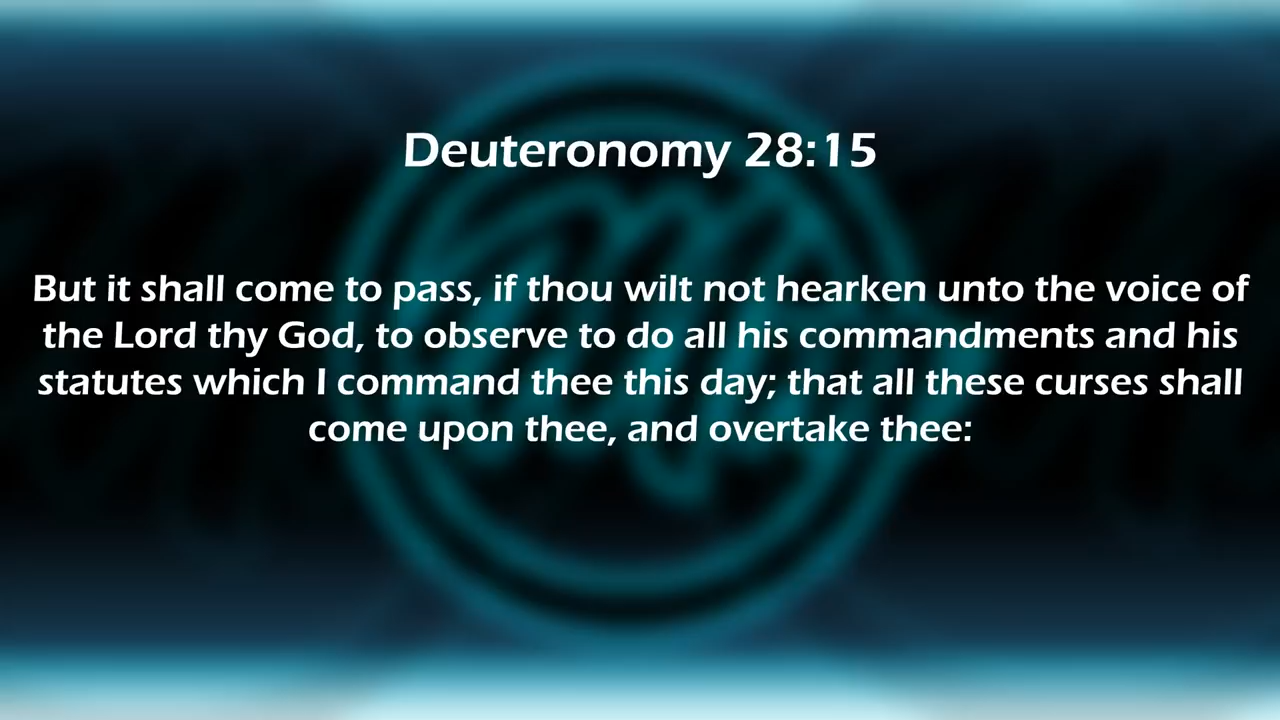 Deuteronomy 28:15
But it shall come to pass, if thou wilt not hearken unto the voice of
the Lord thy God, to observe to do all his commandments and his
statutes which I command thee this day; that all these curses shall
come upon thee, and overtake thee: